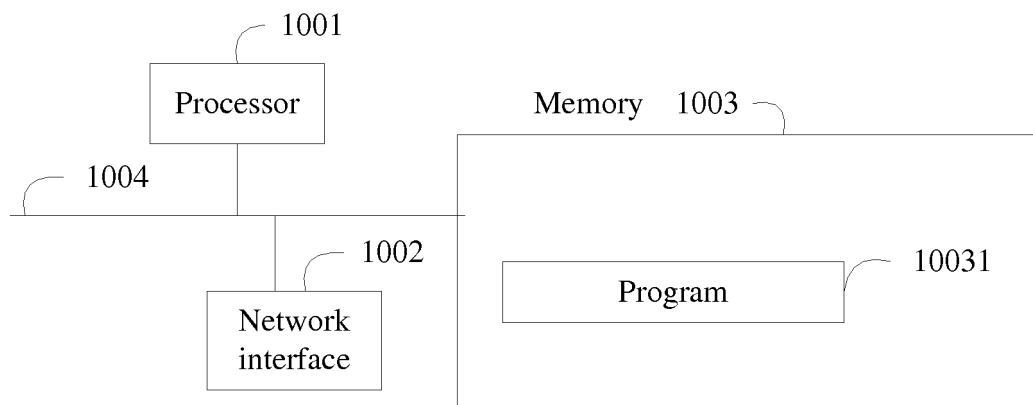 1001
Processor
Memory 1003
1004
1002
10031
Program
Network
interface